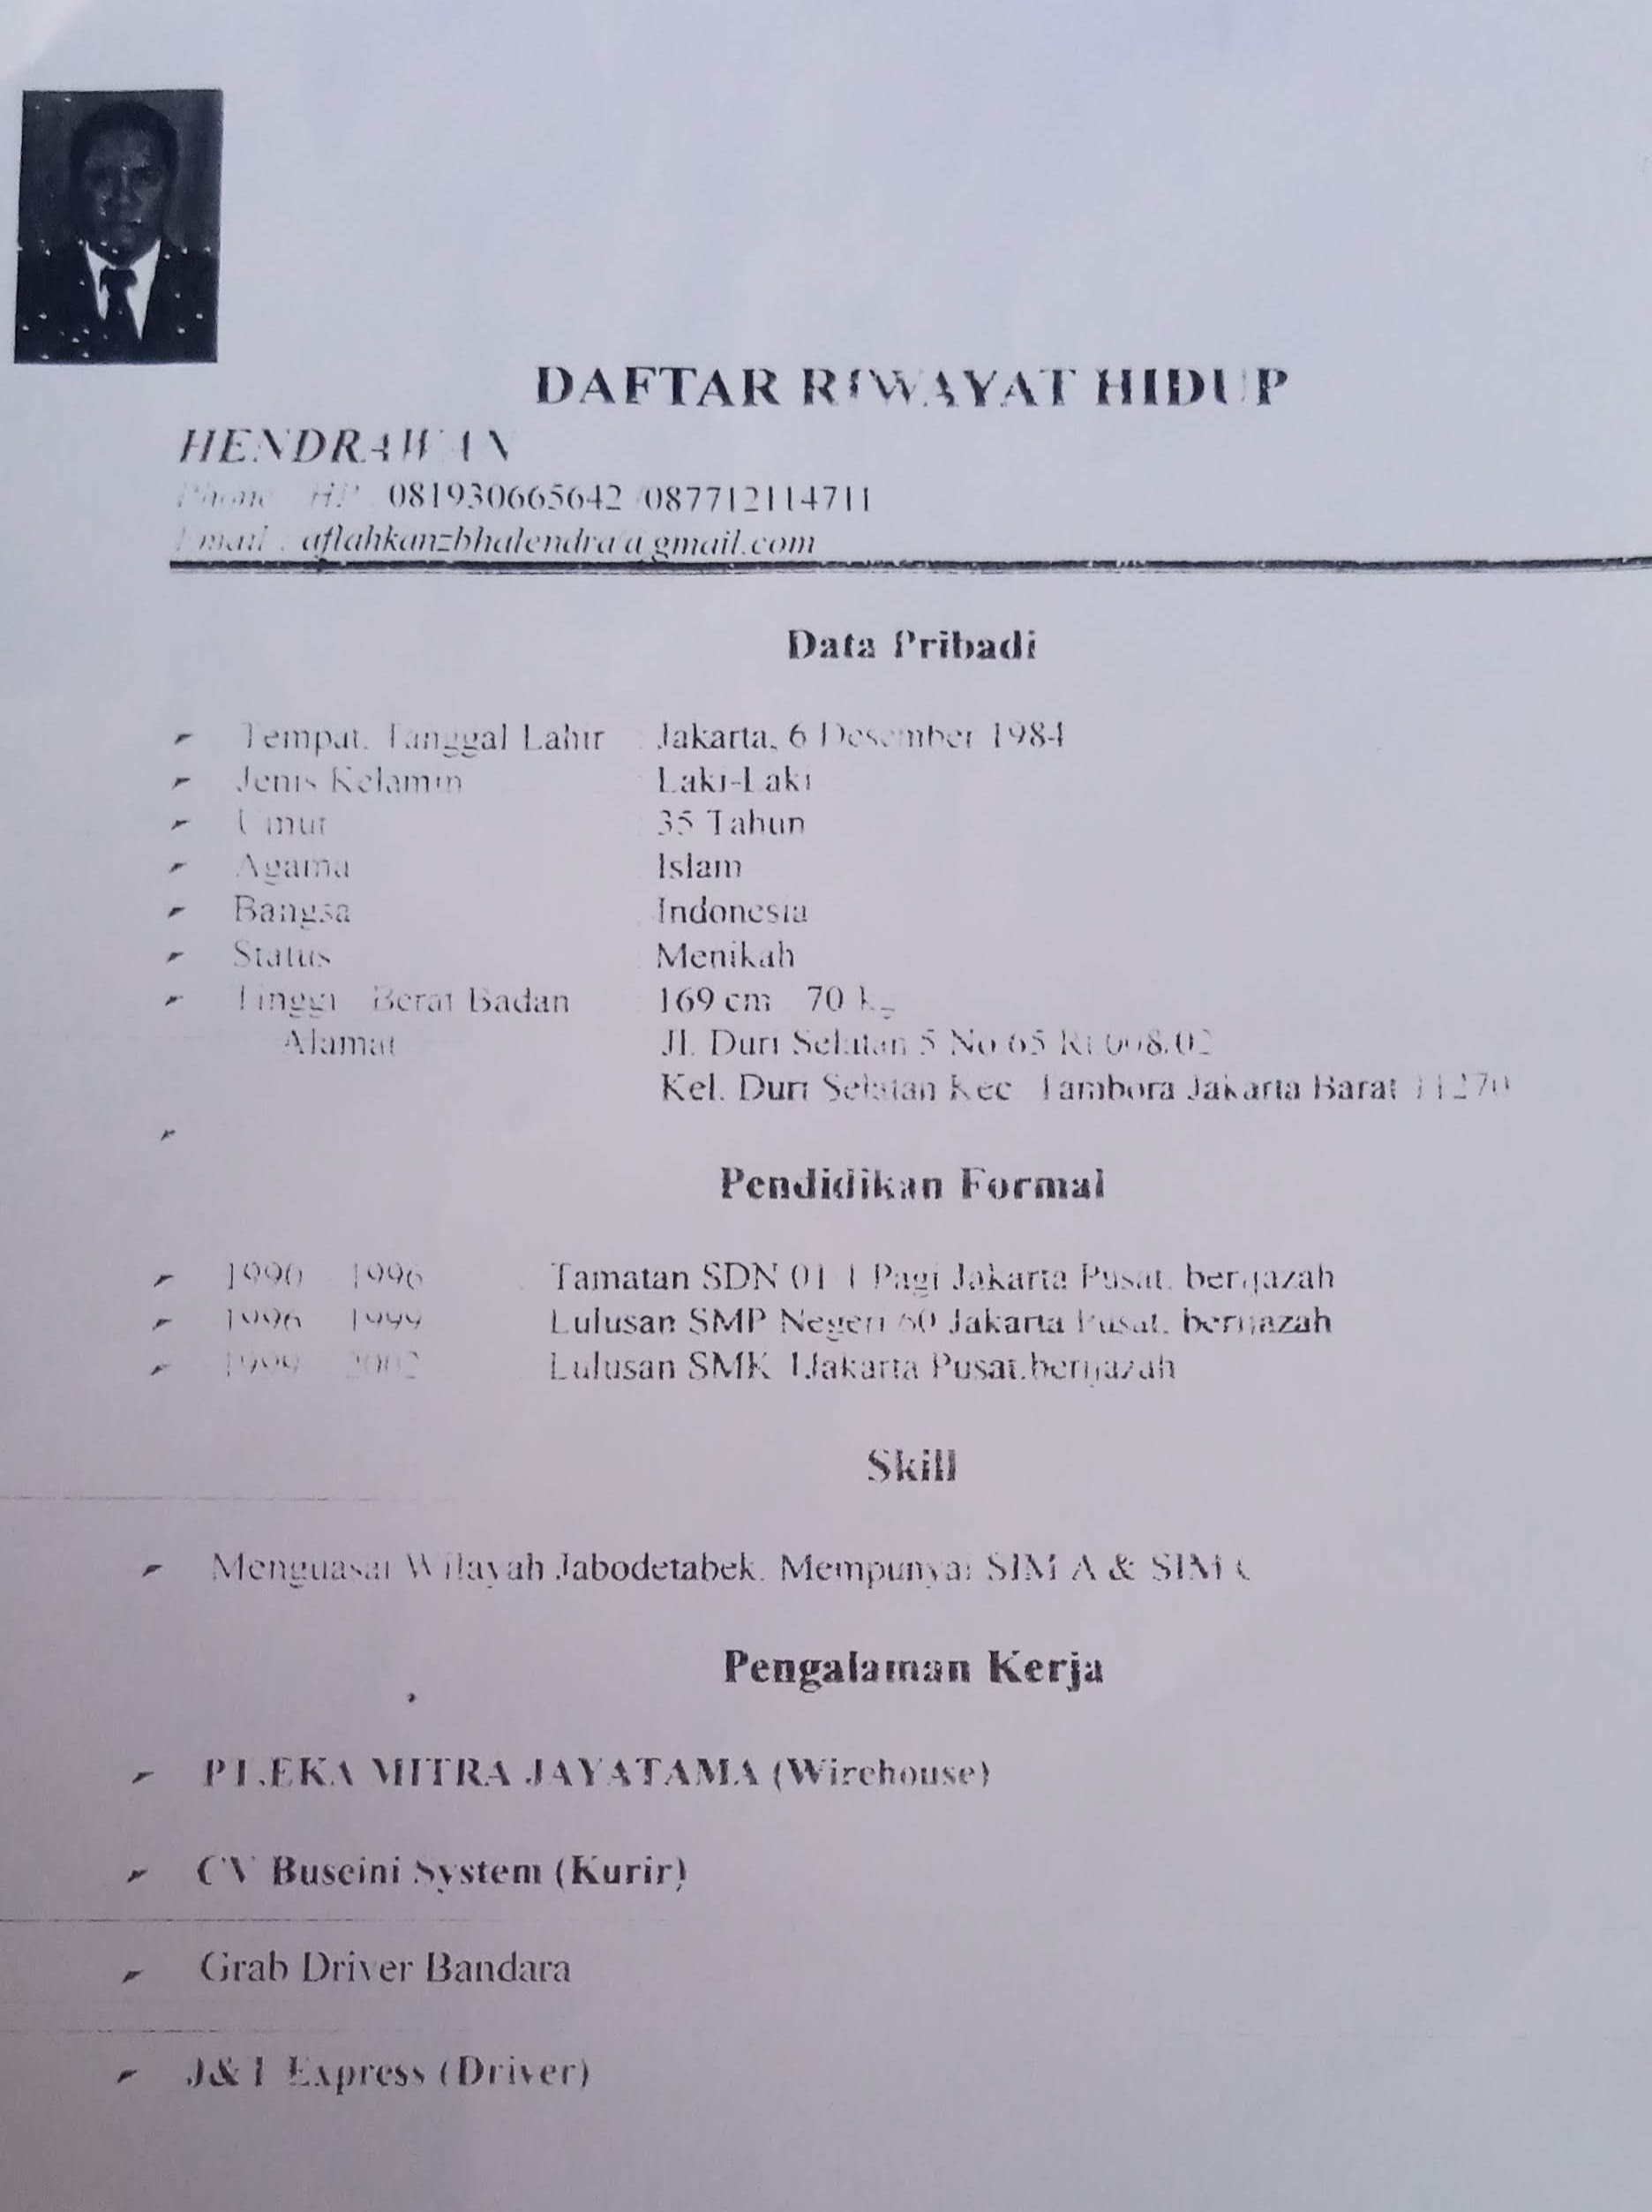 DAFTAR RIWAYAT HIDUP
HENDRAWAN
Phone HP 081930665642 /087712114711
Email : aflahkanzbhalendra@gmail.com
Data Pribadi
Tempat, Tanggal Lahir : Jakarta, 6 Desember 1984
Jenis Kelamin Laki-Laki
Umur 35 Tahun
Agama Islam
Bangsa Indonesia
Status Menikah
Tinggi Berat Badan 169 cm 70 kg
Alamat Jl. Duri Selatan 5 No 65 Rt 008/02
Kel. Duri Selatan Kec Tambora Jakarta Barat 11270
Pendidikan Formal
1990 1996 Tamatan SDN 01 Pagi Jakarta Pusat, berijazah
1996 1999 Lulusan SMP Negeri 60 Jakarta Pusat, berijazah
1999 2002 Lulusan SMK 1Jakarta Pusat,berijazah
Skill
Menguasai Wilayah Jabodetabek, Mempunyai SIM A & SIM C
Pengalaman Kerja
PT.EKA MITRA JAYATAMA (Wirehouse)
CV Buseini System (Kurir)
Grab Driver Bandara
J&T Express (Driver)